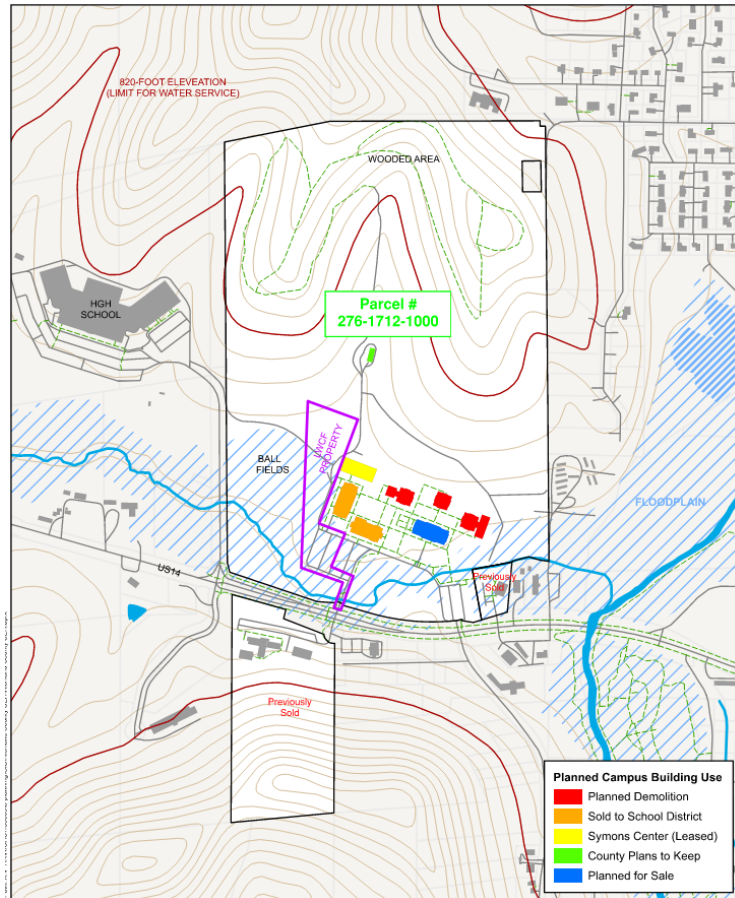 820-FOOT ELEVATION
(LIMIT FOR WATER SERVICE)
WOODED AREA
HGH
SCHOOL
Parcel #
276-1712-1000
BALL
FIELDS
LWCF
PROPERTY
FLOODPLAIN
US14
Previously
Sold
Previously
Sold
Planned Campus Building Use
Planned Demolition
Sold to School District
Symons Center (Leased)
County Plans to Keep
Planned for Sale